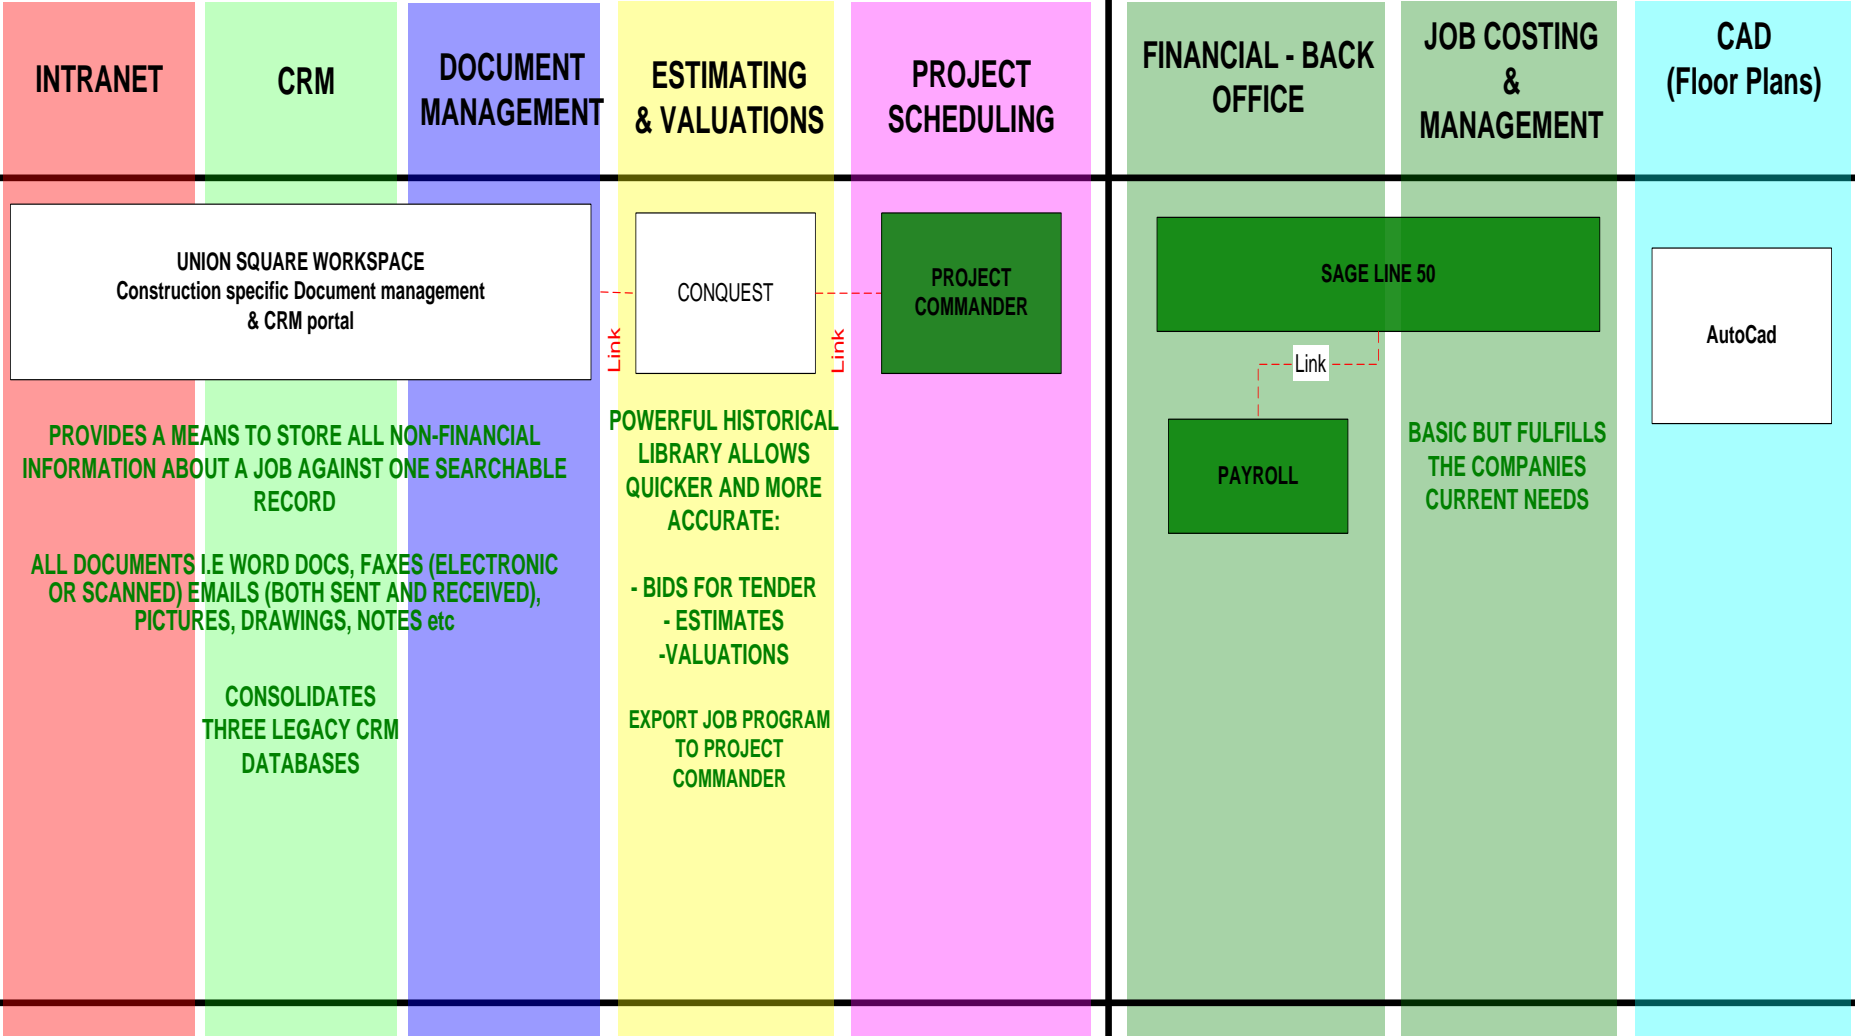 INTRANET
CRM
DOCUMENT
MANAGEMENT
ESTIMATING
& VALUATIONS
PROJECT
SCHEDULING
FINANCIAL - BACK
OFFICE
JOB COSTING
&
MANAGEMENT
CAD
(Floor Plans)
UNION SQUARE WORKSPACE
Construction specific Document management
& CRM portal
Link
CONQUEST
Link
PROJECT
COMMANDER
SAGE LINE 50
Link
PAYROLL
AutoCad
PROVIDES A MEANS TO STORE ALL NON-FINANCIAL
INFORMATION ABOUT A JOB AGAINST ONE SEARCHABLE
RECORD
ALL DOCUMENTS I.E WORD DOCS, FAXES (ELECTRONIC
OR SCANNED) EMAILS (BOTH SENT AND RECEIVED),
PICTURES, DRAWINGS, NOTES etc
CONSOLIDATES
THREE LEGACY CRM
DATABASES
POWERFUL HISTORICAL
LIBRARY ALLOWS
QUICKER AND MORE
ACCURATE:
- BIDS FOR TENDER
- ESTIMATES
-VALUATIONS
EXPORT JOB PROGRAM
TO PROJECT
COMMANDER
BASIC BUT FULFILLS
THE COMPANIES
CURRENT NEEDS